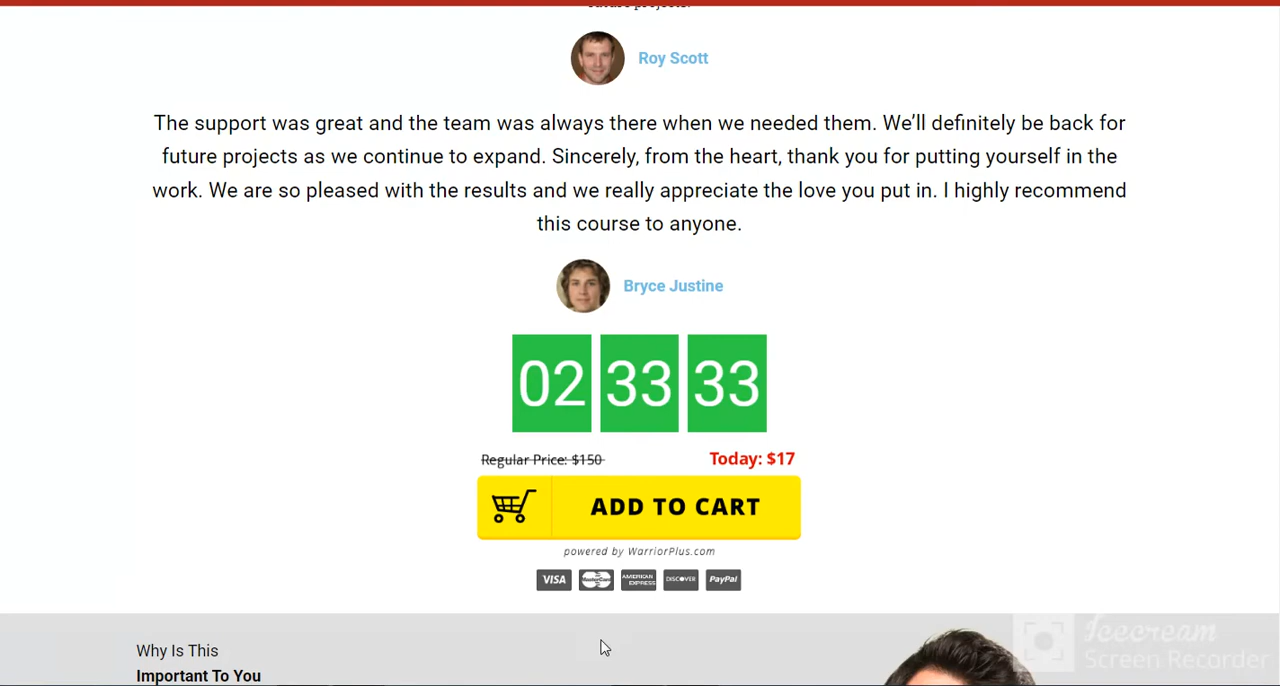 future projects.
Roy Scott
The support was great and the team was always there when we needed them. We’ll definitely be back for
future projects as we continue to expand. Sincerely, from the heart, thank you for putting yourself in the
work. We are so pleased with the results and we really appreciate the love you put in. I highly recommend
this course to anyone.
Bryce Justine
02 33 33
Regular Price: $150 Today: $17
ADD TO CART
powered by WarriorPlus.com
VISA MasterCard AMERICAN EXPRESS DISCOVER PayPal
Why Is This
Important To You
Icecream
Screen Recorder